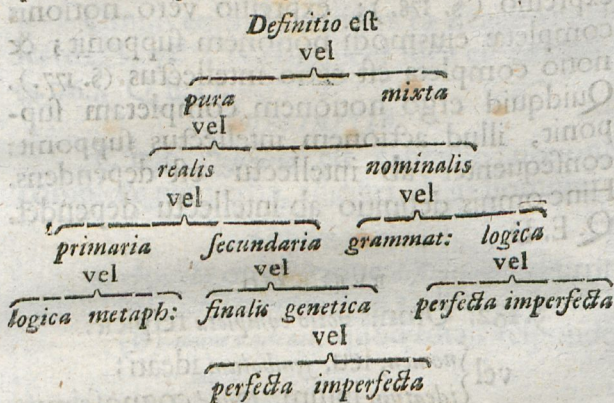 Definitio est
vel
pura mixta
vel
realis nominalis
vel vel
primaria secundaria grammat: logica
vel vel vel
logica metaph: finalis genetica perfecta imperfecta
vel
perfecta imperfecta